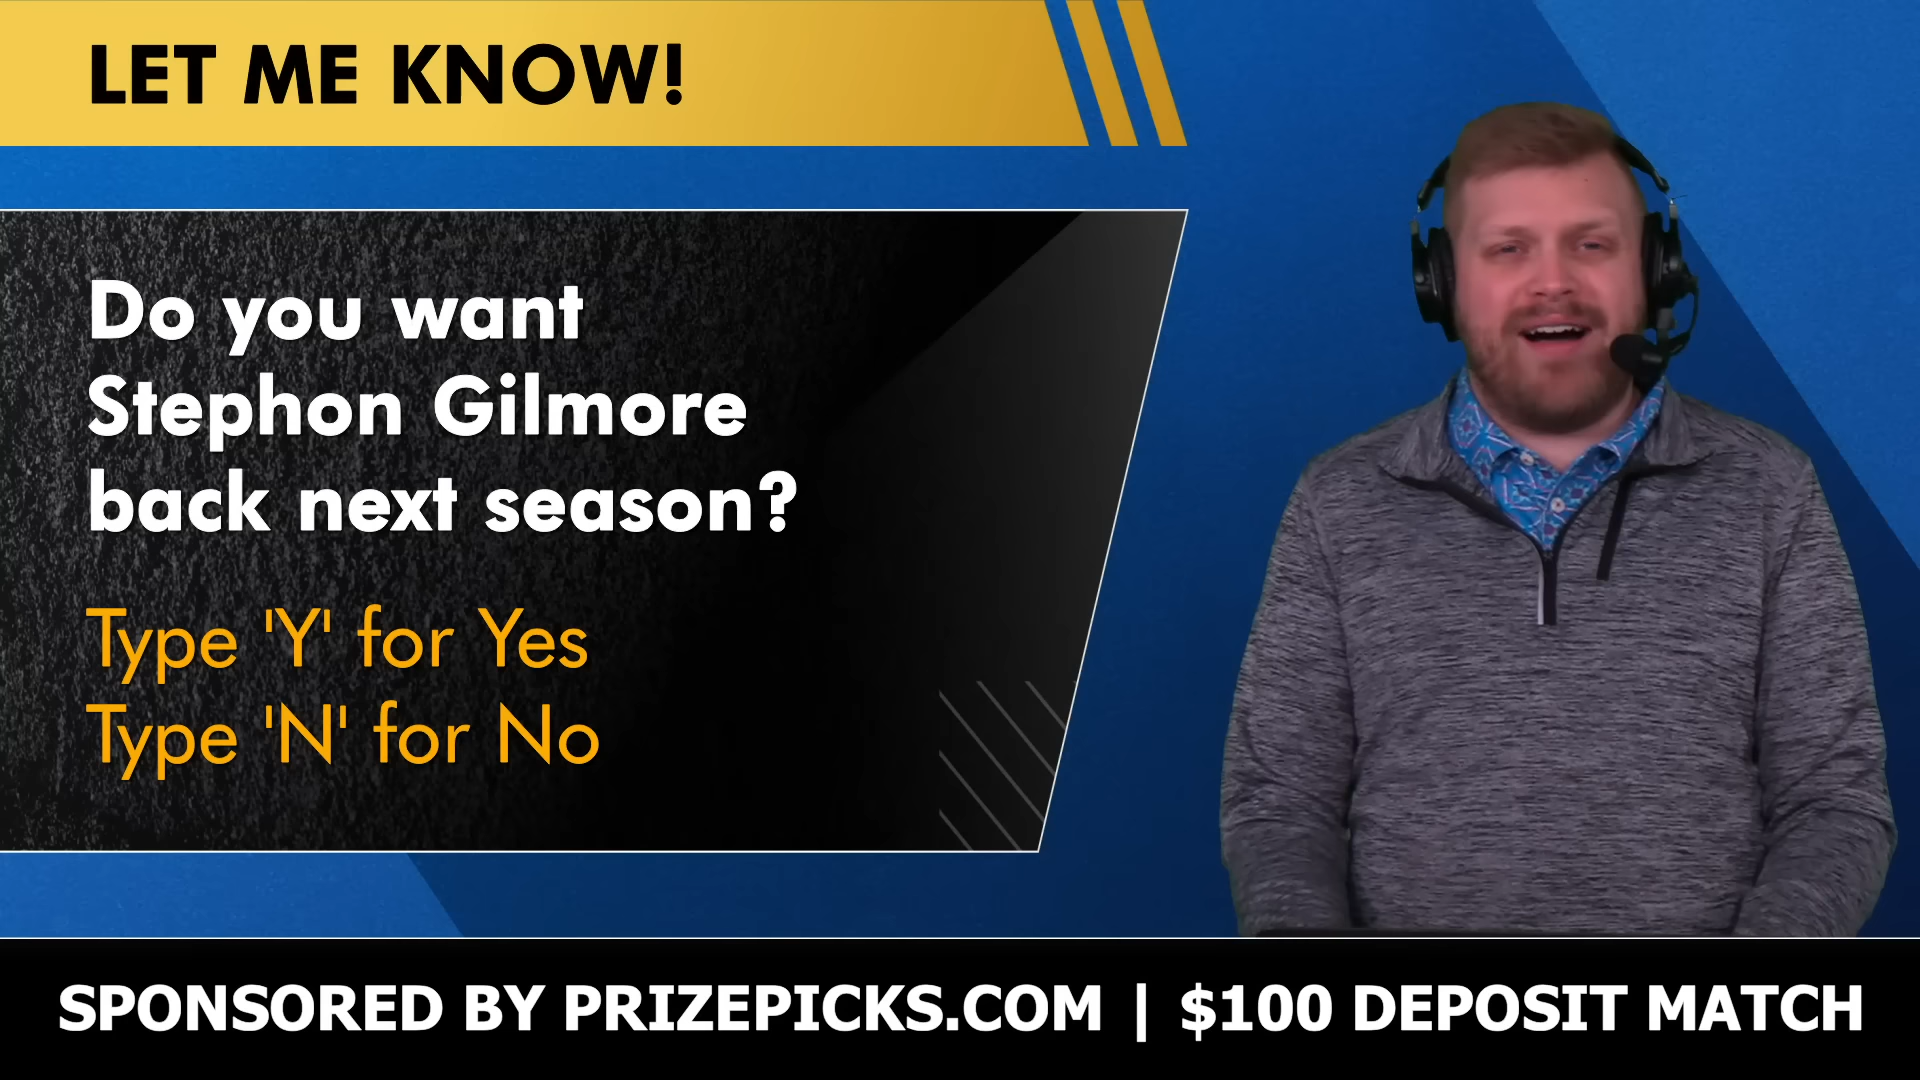 LET ME KNOW!
Do you want
Stephon Gilmore
back next season?
Type 'Y' for Yes
Type 'N' for No
SPONSORED BY PRIZEPICKS.COM | $100 DEPOSIT MATCH